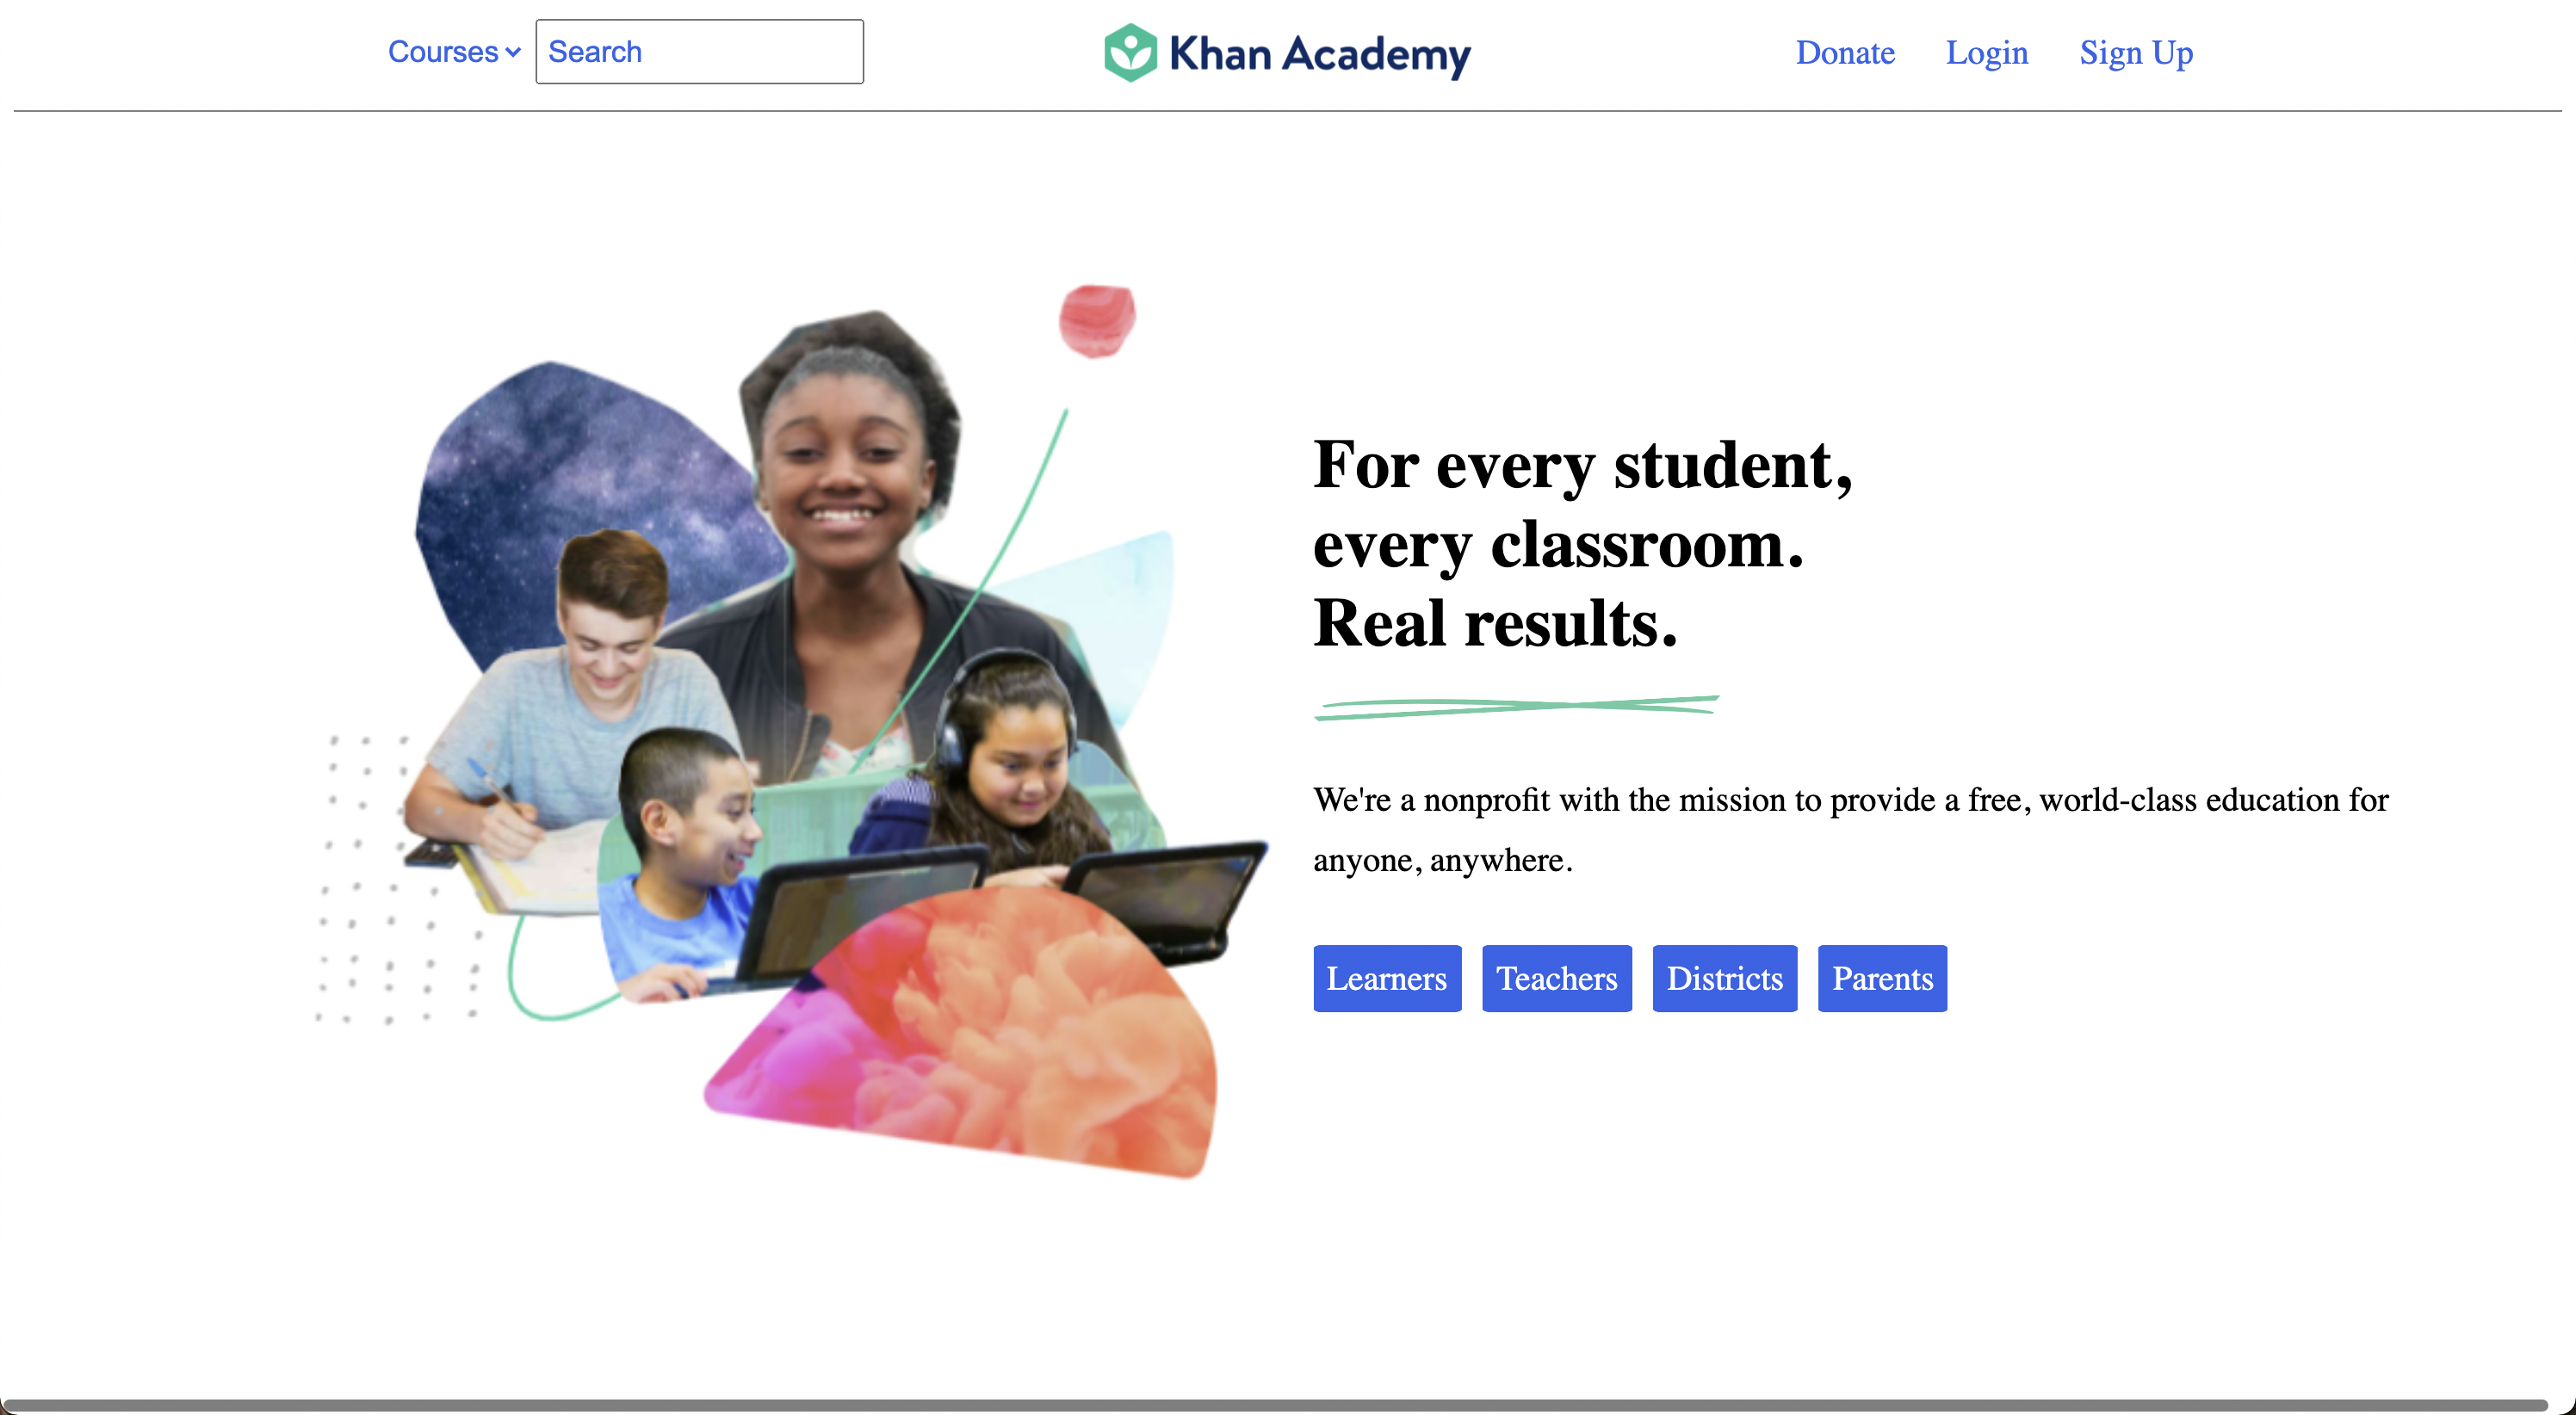 Courses
Search
Khan Academy
Donate
Login
Sign Up
For every student,
every classroom.
Real results.
We're a nonprofit with the mission to provide a free, world-class education for
anyone, anywhere.
Learners
Teachers
Districts
Parents